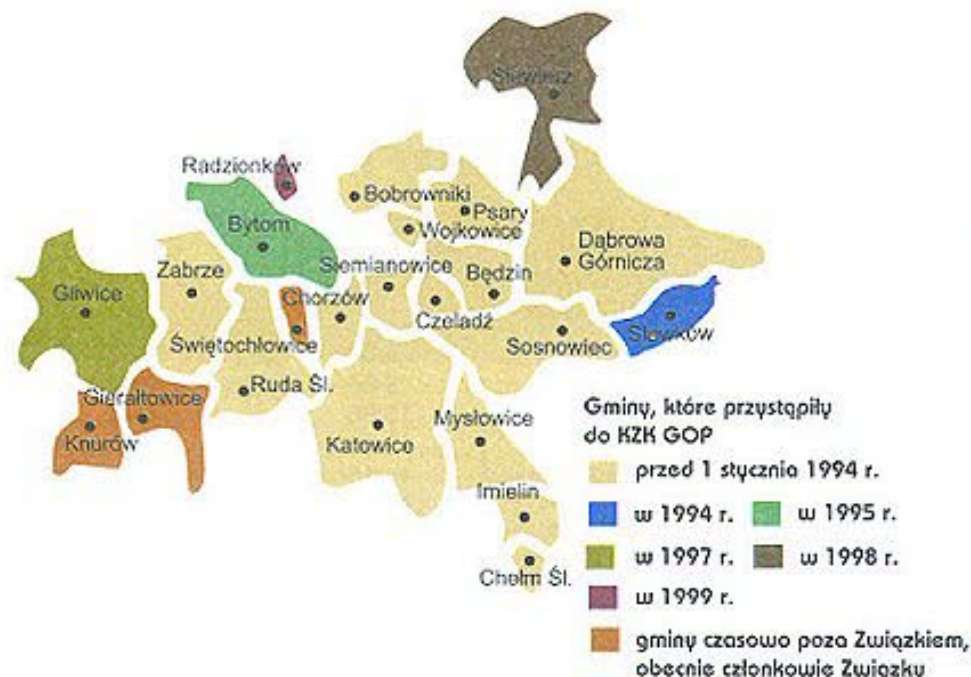 Siewierz
Radzionków
Bobrowniki
Bytom
Psary
Wojkowice
Dąbrowa
Górnicza
Zabrze
Siemianowice
Będzin
Gliwice
Chorzów
Czeladź
Sławków
Świętochłowice
Sosnowiec
Ruda Śl.
Gierałtowice
Knurów
Katowice
Mysłowice
Imielin
Chełm Śl.
Gminy, które przystąpiły
do KZK GOP
przed 1 stycznia 1994 r.
w 1994 r.
w 1995 r.
w 1997 r.
w 1998 r.
w 1999 r.
gminy czasowo poza Związkiem,
obecnie członkowie Związku